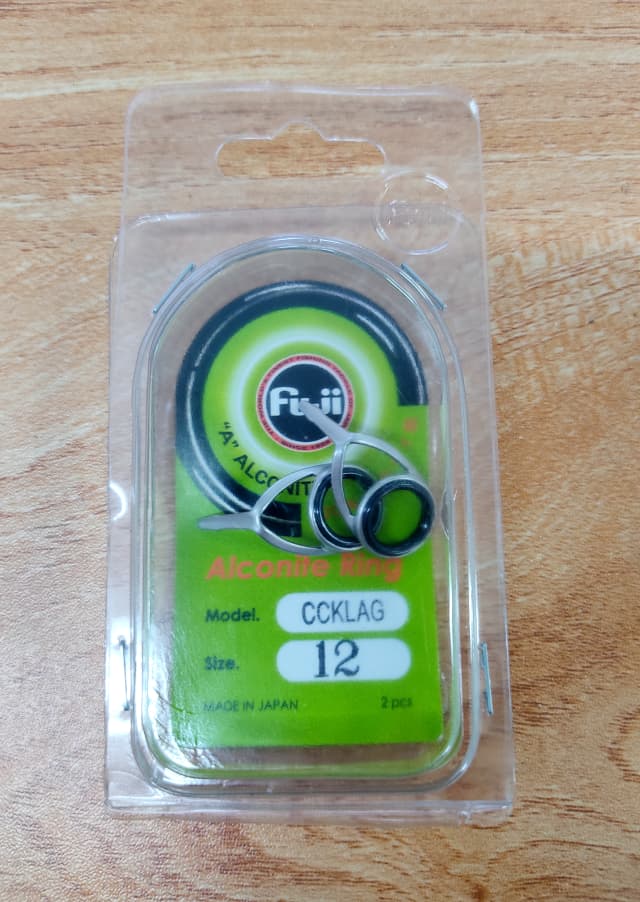 Fuji
"A" ALCONIT
Alconite Ring
Model. CCKLAG
Size. 12
MADE IN JAPAN 2 pcs